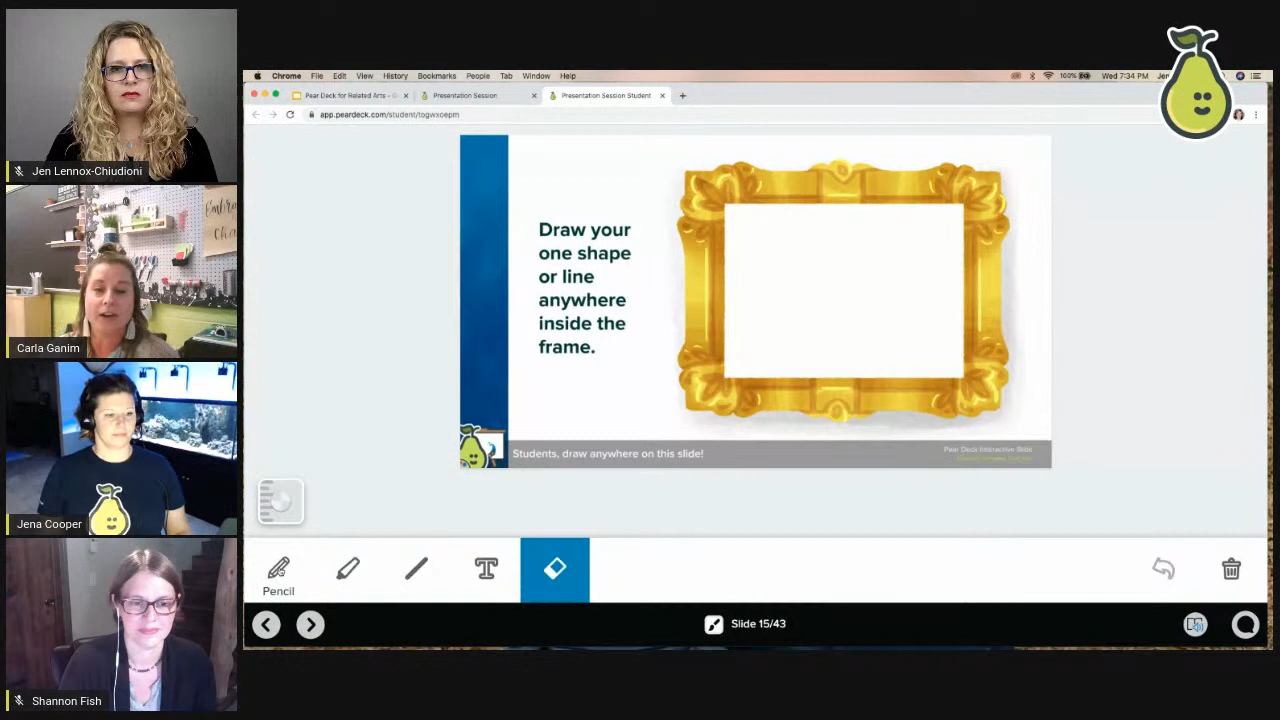 Jen Lennox-Chiudioni
Carla Ganim
Jena Cooper
Shannon Fish
Chrome File Edit View History Bookmarks People Tab Window Help
100% Wed 7:34 PM
Pear Deck for Related Arts -
Presentation Session
Presentation Session Student
app.peardeck.com/student/togwxoepm
Draw your
one shape
or line
anywhere
inside the
frame.
Students, draw anywhere on this slide!
Pear Deck Interactive Slide
Pencil
T
Slide 15/43